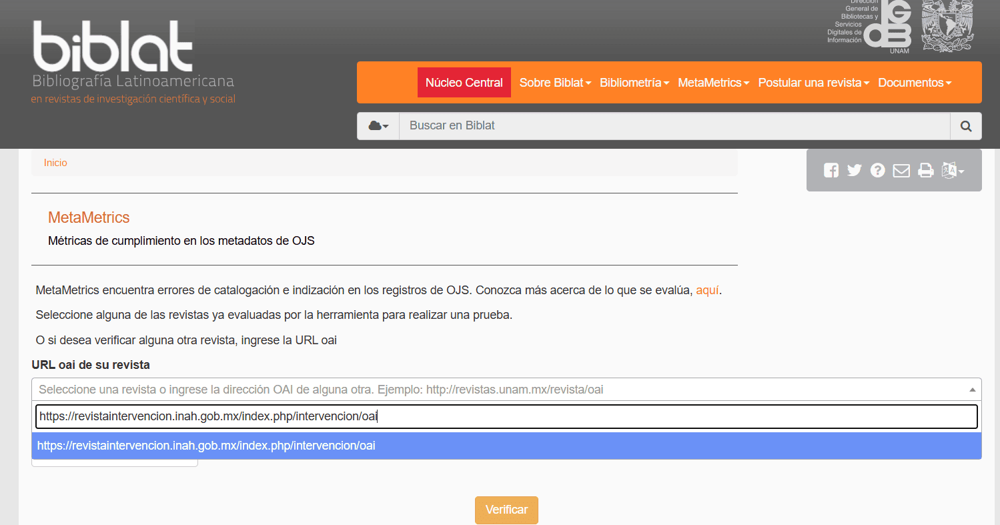 biblat
Bibliografía Latinoamericana
en revistas de investigación científica y social
Dirección
General de
Bibliotecas y
Servicios
Digitales de
Información
DGB
UNAM
Núcleo Central
Sobre Biblat
Bibliometría
MetaMetrics
Postular una revista
Documentos
Buscar en Biblat
Inicio
MetaMetrics
Métricas de cumplimiento en los metadatos de OJS
MetaMetrics encuentra errores de catalogación e indización en los registros de OJS. Conozca más acerca de lo que se evalúa, aquí.
Seleccione alguna de las revistas ya evaluadas por la herramienta para realizar una prueba.
O si desea verificar alguna otra revista, ingrese la URL oai
URL oai de su revista
Seleccione una revista o ingrese la dirección OAI de alguna otra. Ejemplo: http://revistas.unam.mx/revista/oai
https://revistaintervencion.inah.gob.mx/index.php/intervencion/oai
https://revistaintervencion.inah.gob.mx/index.php/intervencion/oai
Verificar